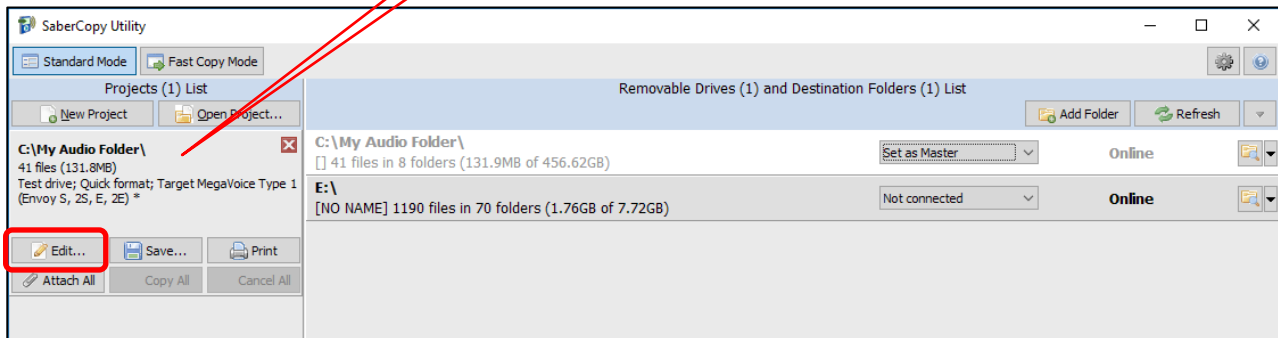 SaberCopy Utility
Standard Mode
Fast Copy Mode
Projects (1) List
Removable Drives (1) and Destination Folders (1) List
New Project
Open Project...
Add Folder
Refresh
C:\My Audio Folder\
41 files (131.8MB)
Test drive; Quick format; Target MegaVoice Type 1
(Envoy S, 2S, E, 2E) *
C:\My Audio Folder\
[] 41 files in 8 folders (131.9MB of 456.62GB)
Set as Master
Online
E:\
[NO NAME] 1190 files in 70 folders (1.76GB of 7.72GB)
Not connected
Online
Edit...
Save...
Print
Attach All
Copy All
Cancel All